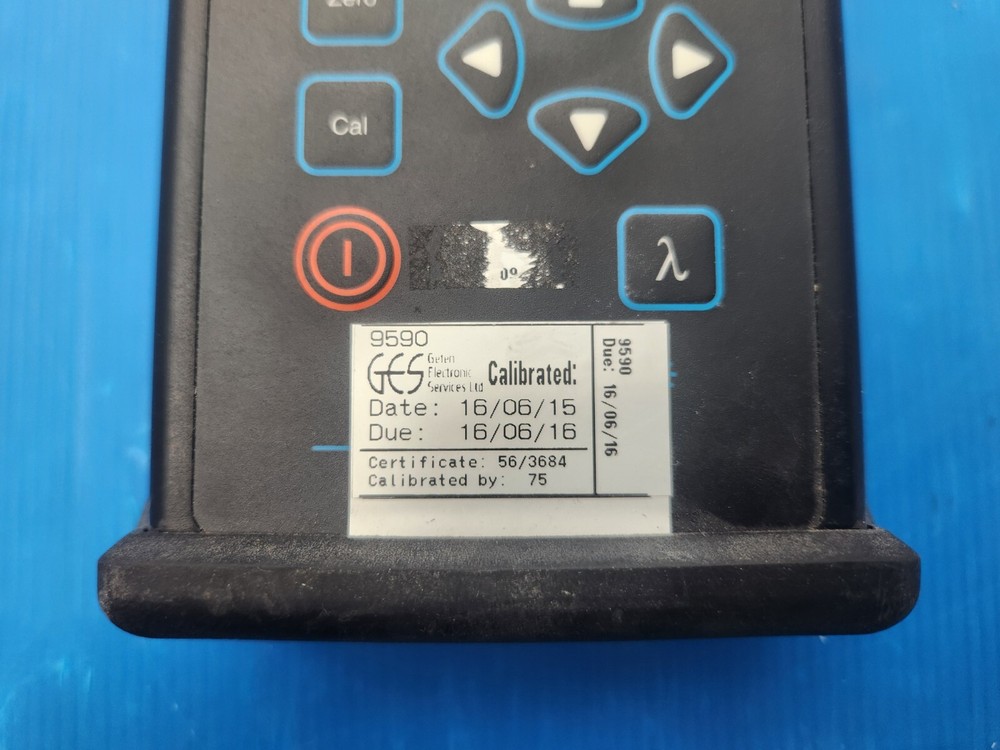 Zero
Cal
λ
9590
GES Geten Electronic Services Ltd Calibrated:
Date: 16/06/15
Due: 16/06/16
Certificate: 56/3684
Calibrated by: 75
9590
Due: 16/06/16